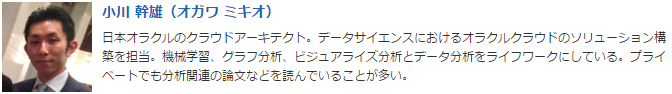 小川 幹雄（オガワ ミキオ）
日本オラクルのクラウドアーキテクト。データサイエンスにおけるオラクルクラウドのソリューション構
築を担当。機械学習、グラフ分析、ビジュアライズ分析とデータ分析をライフワークにしている。プライ
ベートでも分析関連の論文などを読んでいることが多い。